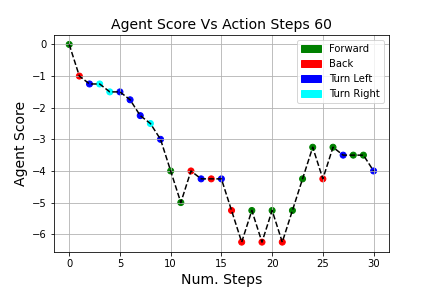 Agent Score Vs Action Steps 60
Agent Score
0
−1
−2
−3
−4
−5
−6
Forward
Back
Turn Left
Turn Right
0 5 10 15 20 25 30
Num. Steps